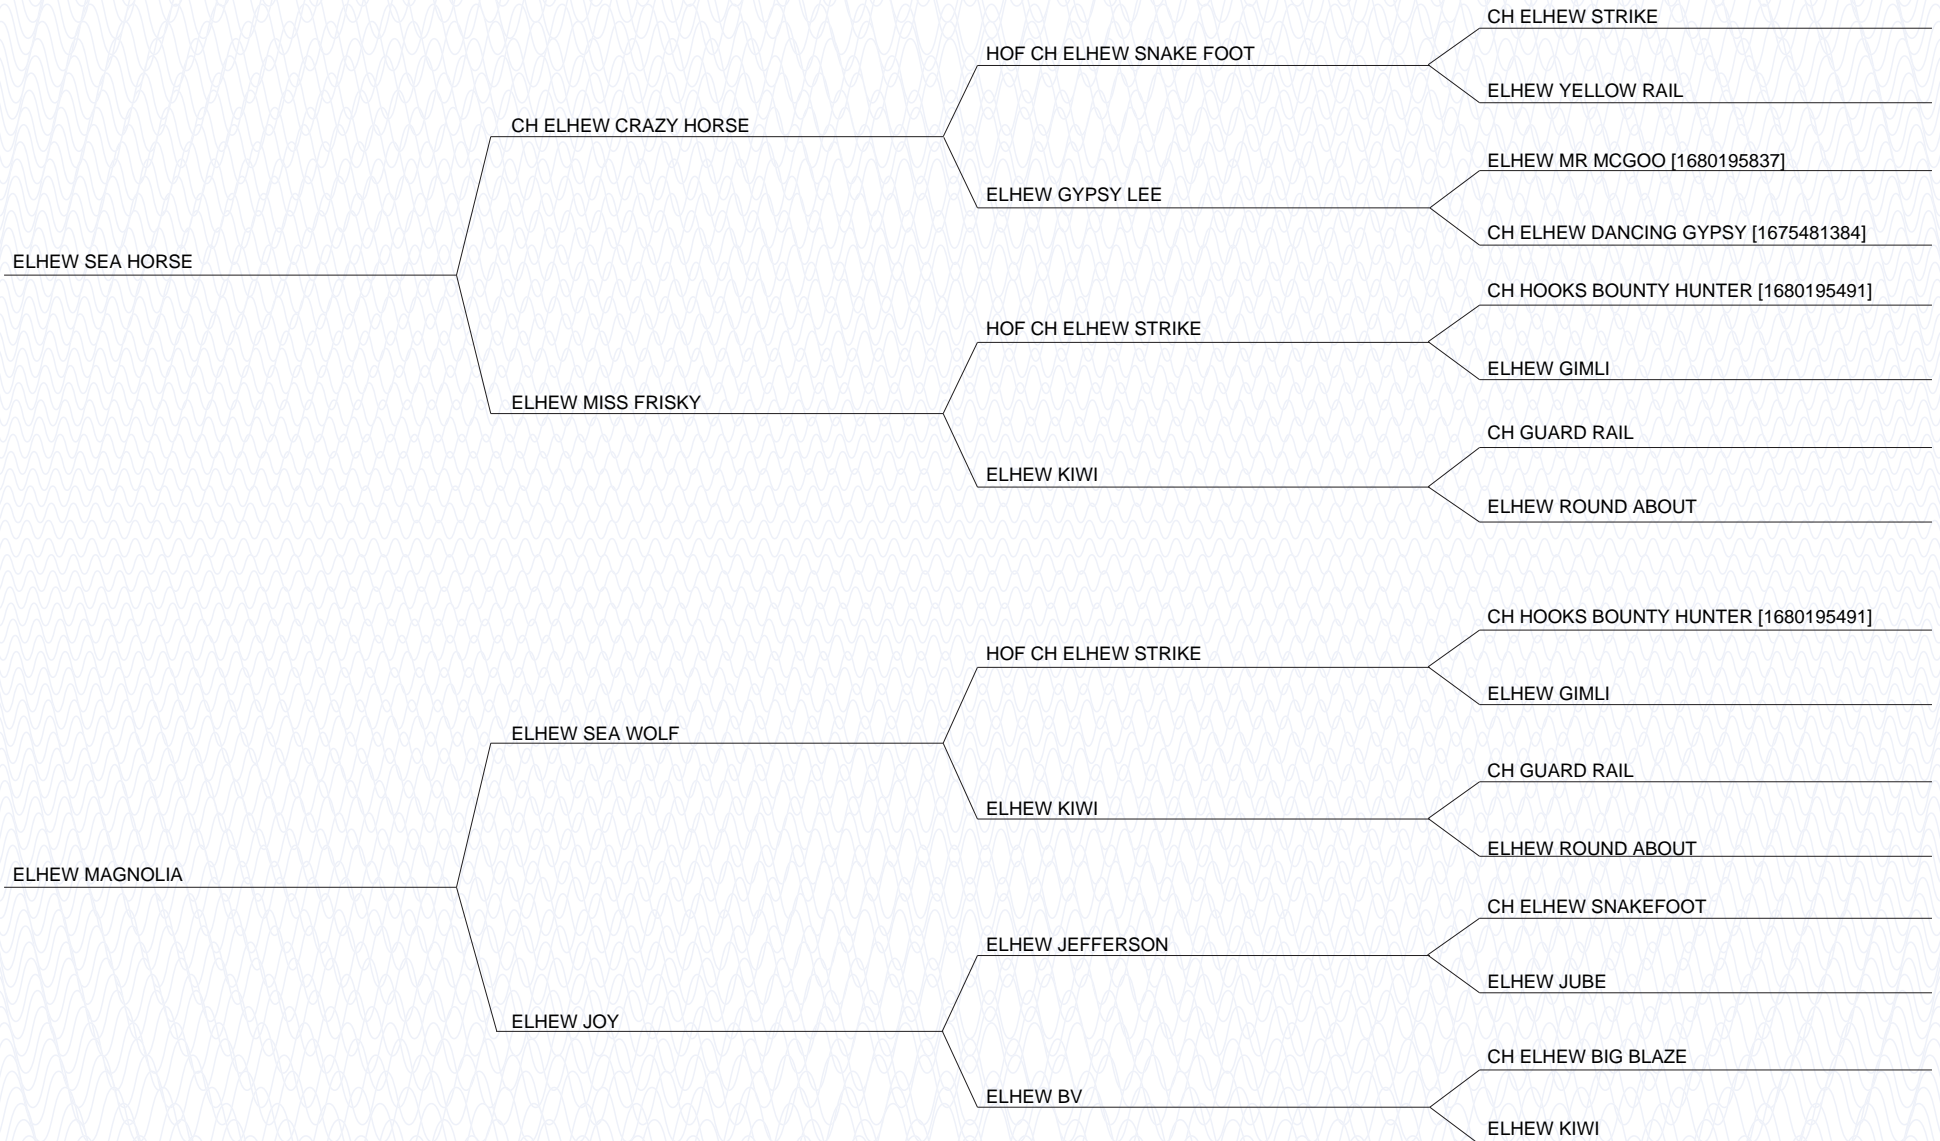 CH ELHEW STRIKE
HOF CH ELHEW SNAKE FOOT
ELHEW YELLOW RAIL
CH ELHEW CRAZY HORSE
ELHEW MR MCGOO [1680195837]
ELHEW GYPSY LEE
CH ELHEW DANCING GYPSY [1675481384]
ELHEW SEA HORSE
CH HOOKS BOUNTY HUNTER [1680195491]
HOF CH ELHEW STRIKE
ELHEW GIMLI
ELHEW MISS FRISKY
CH GUARD RAIL
ELHEW KIWI
ELHEW ROUND ABOUT
CH HOOKS BOUNTY HUNTER [1680195491]
HOF CH ELHEW STRIKE
ELHEW GIMLI
ELHEW SEA WOLF
CH GUARD RAIL
ELHEW KIWI
ELHEW ROUND ABOUT
ELHEW MAGNOLIA
CH ELHEW SNAKEFOOT
ELHEW JEFFERSON
ELHEW JUBE
ELHEW JOY
CH ELHEW BIG BLAZE
ELHEW BV
ELHEW KIWI